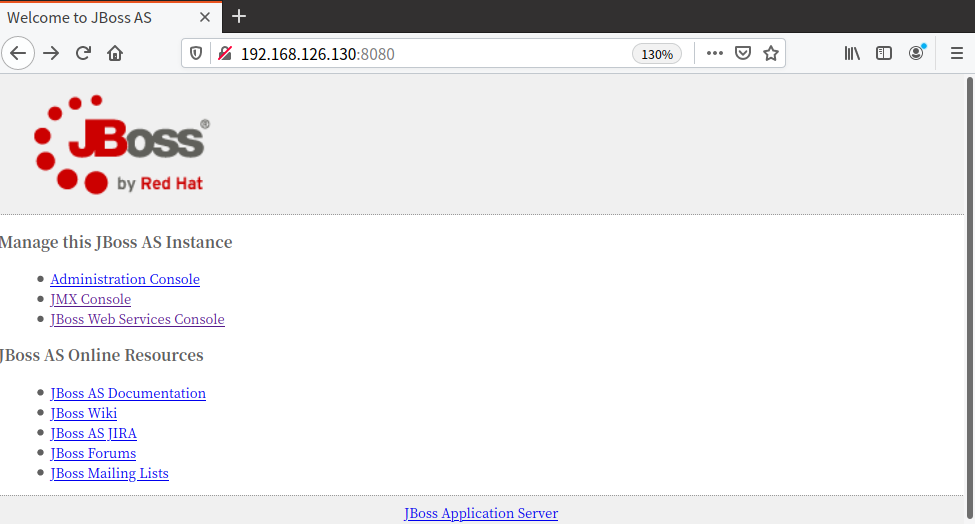 Welcome to JBoss AS
192.168.126.130:8080
130%
JBoss®
by Red Hat
Manage this JBoss AS Instance
Administration Console
JMX Console
JBoss Web Services Console
JBoss AS Online Resources
JBoss AS Documentation
JBoss Wiki
JBoss AS JIRA
JBoss Forums
JBoss Mailing Lists
JBoss Application Server